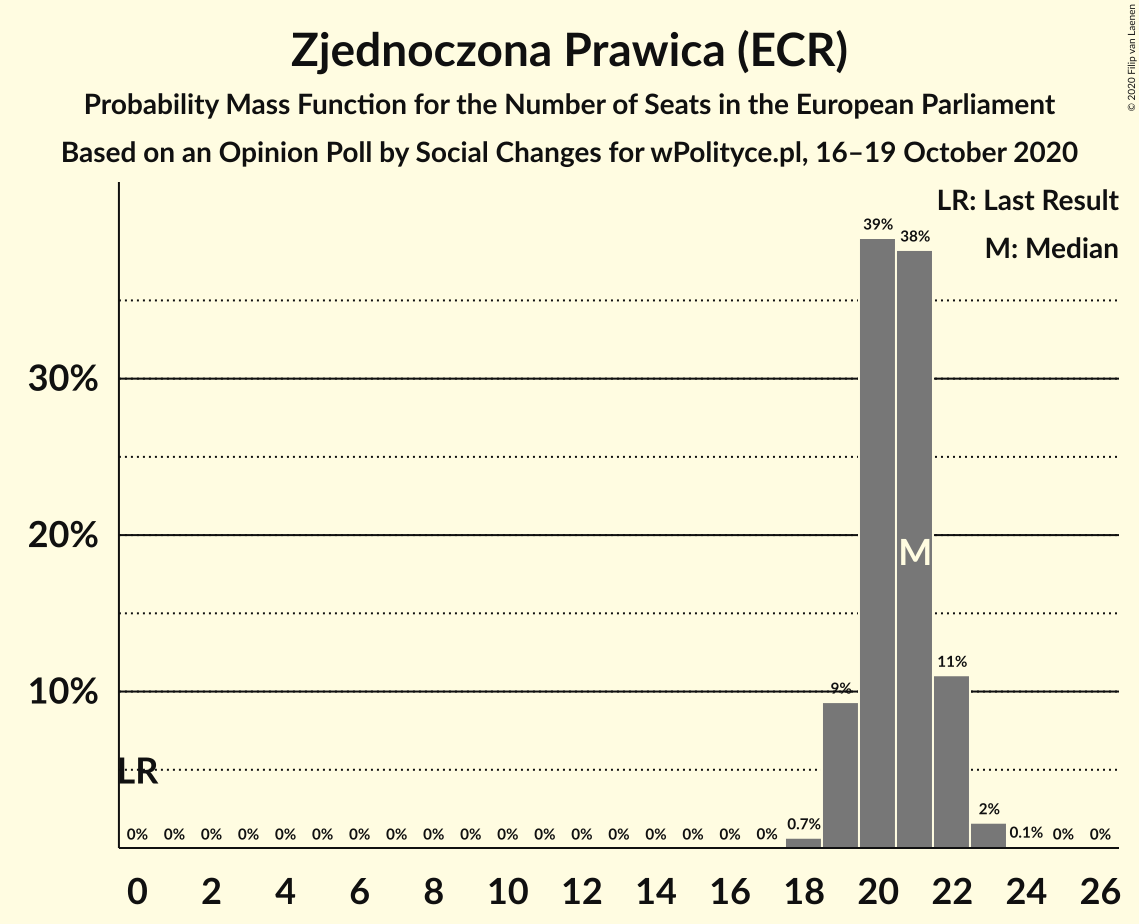 Zjednoczona Prawica (ECR)
Probability Mass Function for the Number of Seats in the European Parliament
Based on an Opinion Poll by Social Changes for wPolityce.pl, 16–19 October 2020
© 2020 Filip van Laenen
LR: Last Result
M: Median
39%
38%
30%
20%
M
11%
10%
9%
LR
2%
0% 0% 0% 0% 0% 0% 0% 0% 0% 0% 0% 0% 0% 0% 0% 0% 0% 0% 0.7% 0.1% 0% 0%
0 2 4 6 8 10 12 14 16 18 20 22 24 26